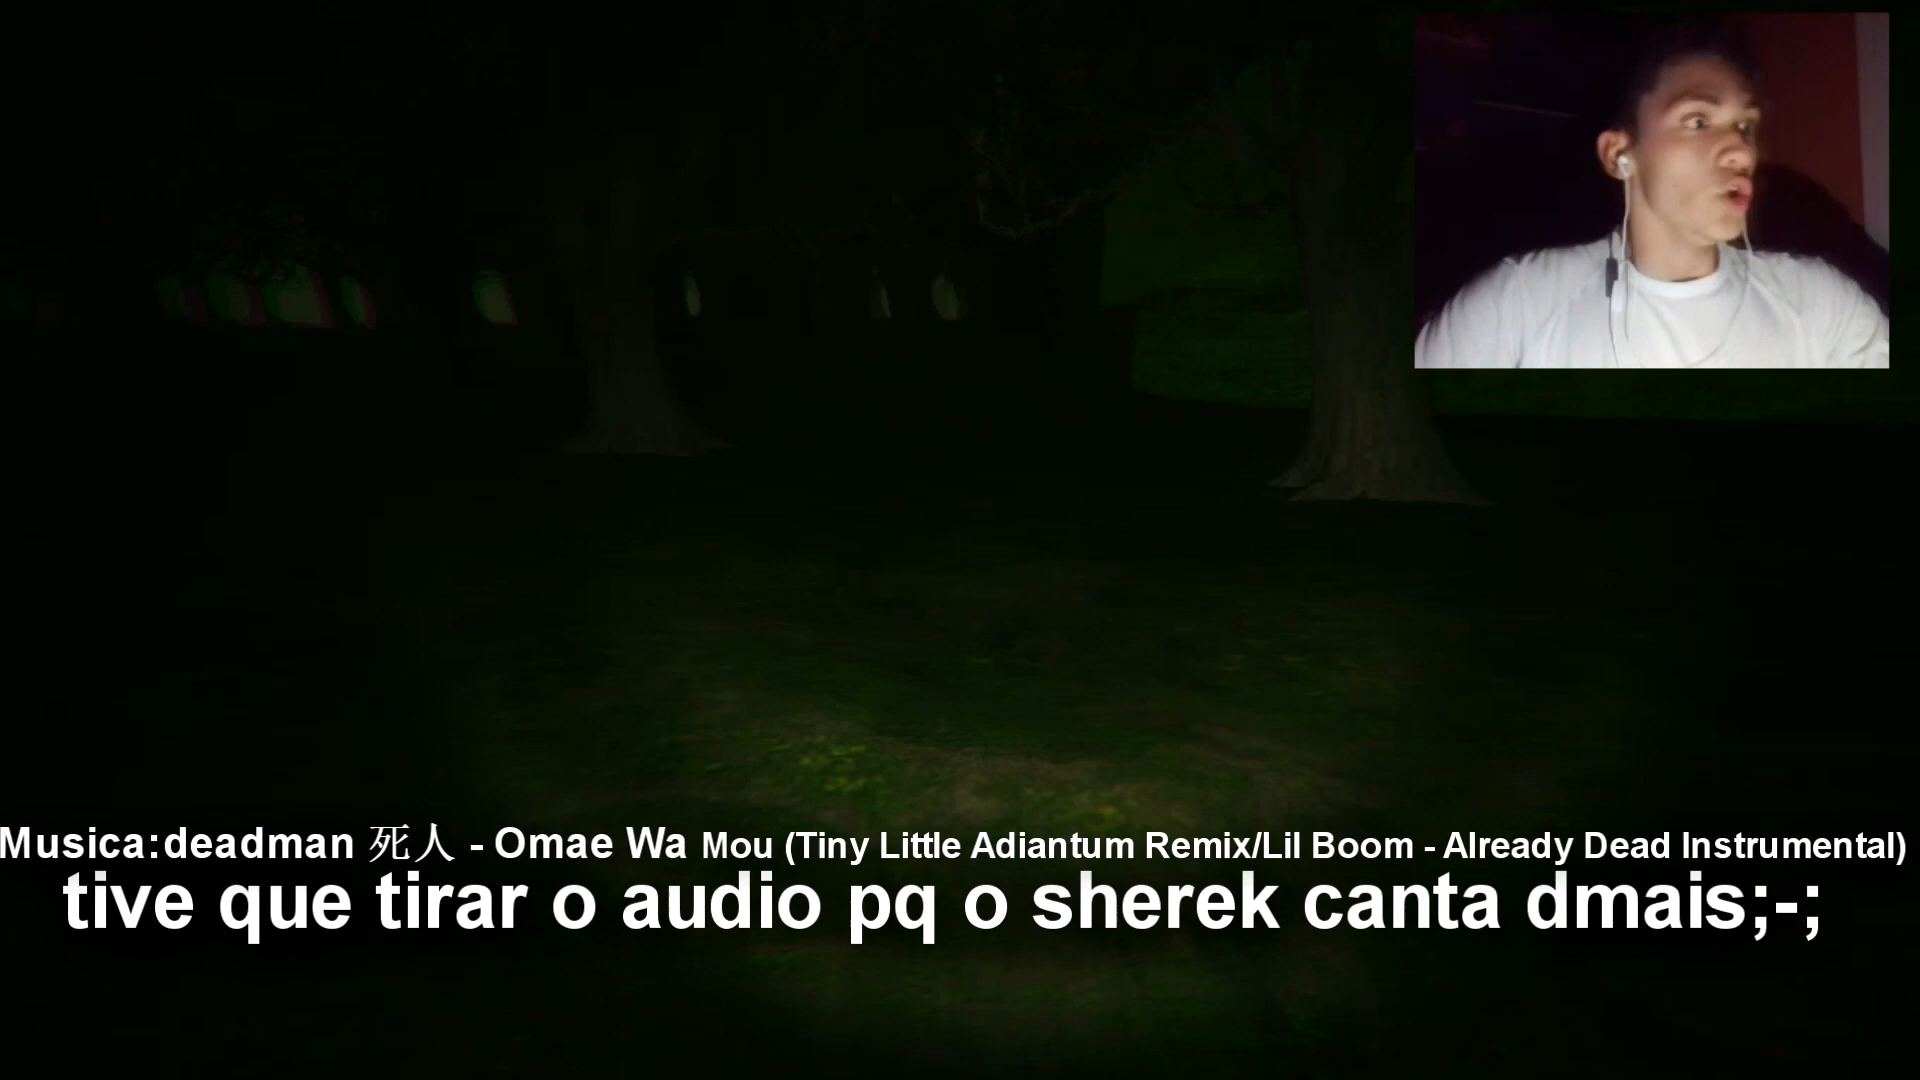 Musica:deadman 死人 - Omae Wa Mou (Tiny Little Adiantum Remix/Lil Boom - Already Dead Instrumental)
tive que tirar o audio pq o sherek canta dmais;-;